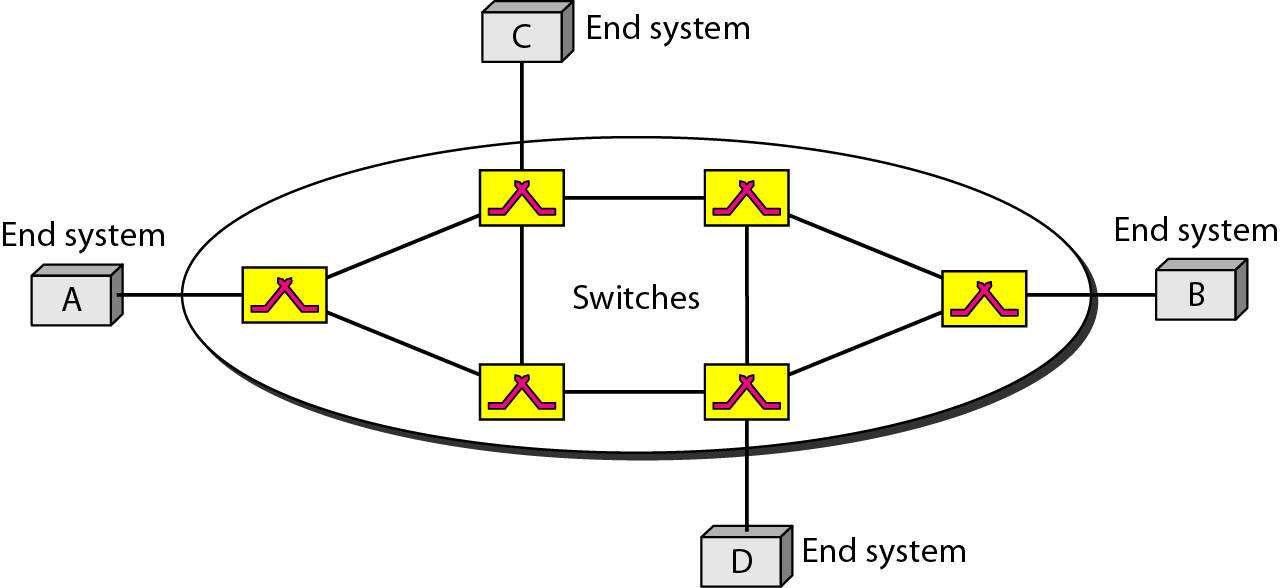 C
End system
End system
A
Switches
End system
B
D
End system